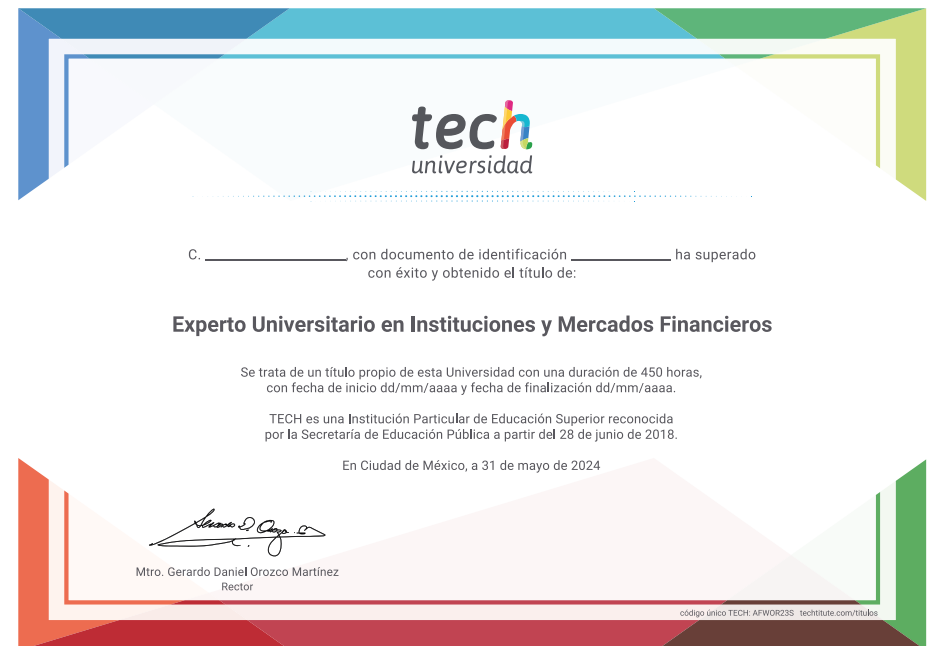 tech
universidad
C. ____________, con documento de identificación ____________ ha superado
con éxito y obtenido el título de:
Experto Universitario en Instituciones y Mercados Financieros
Se trata de un título propio de esta Universidad con una duración de 450 horas,
con fecha de inicio dd/mm/aaaa y fecha de finalización dd/mm/aaaa.
TECH es una Institución Particular de Educación Superior reconocida
por la Secretaría de Educación Pública a partir del 28 de junio de 2018.
En Ciudad de México, a 31 de mayo de 2024
Mtro. Gerardo Daniel Orozco Martínez
Rector
código único TECH: AFWOR23S techtitute.com/titulos